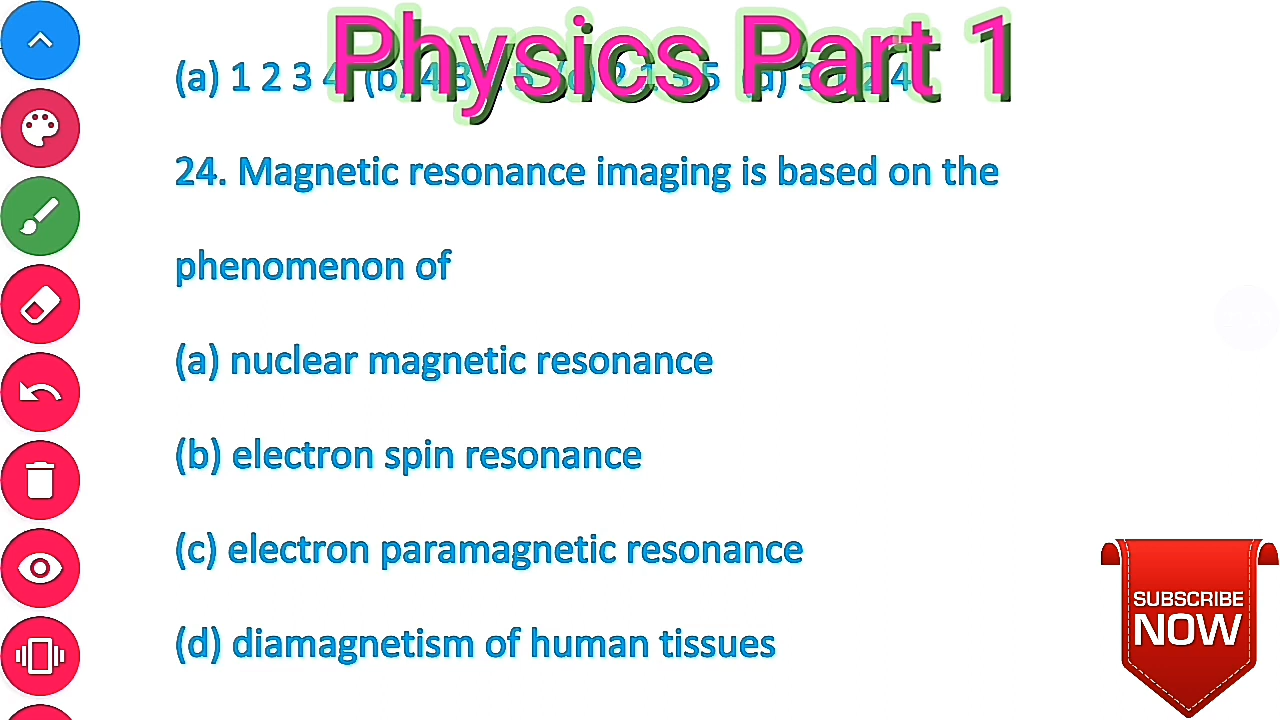 Physics Part 1
(a) 1 2 3
24. Magnetic resonance imaging is based on the
phenomenon of
(a) nuclear magnetic resonance
(b) electron spin resonance
(c) electron paramagnetic resonance
(d) diamagnetism of human tissues
SUBSCRIBE
NOW